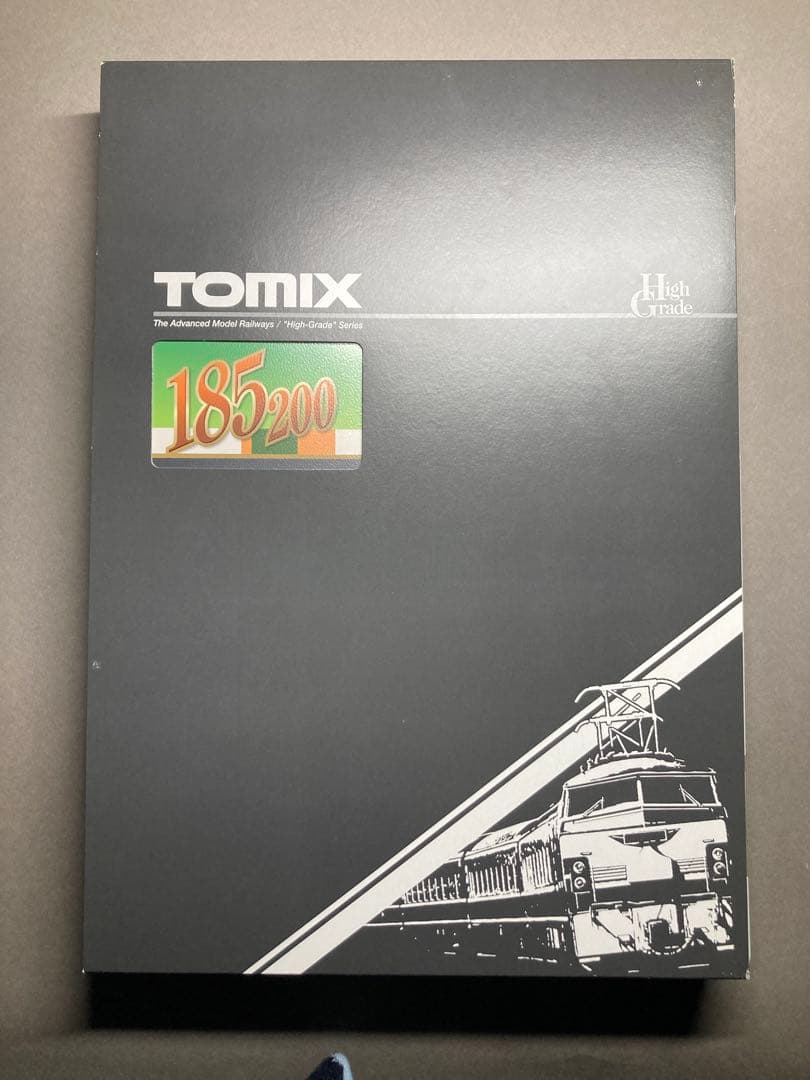 TOMIX
High
Grade
The Advanced Model Railways / "High-Grade" Series
185 200